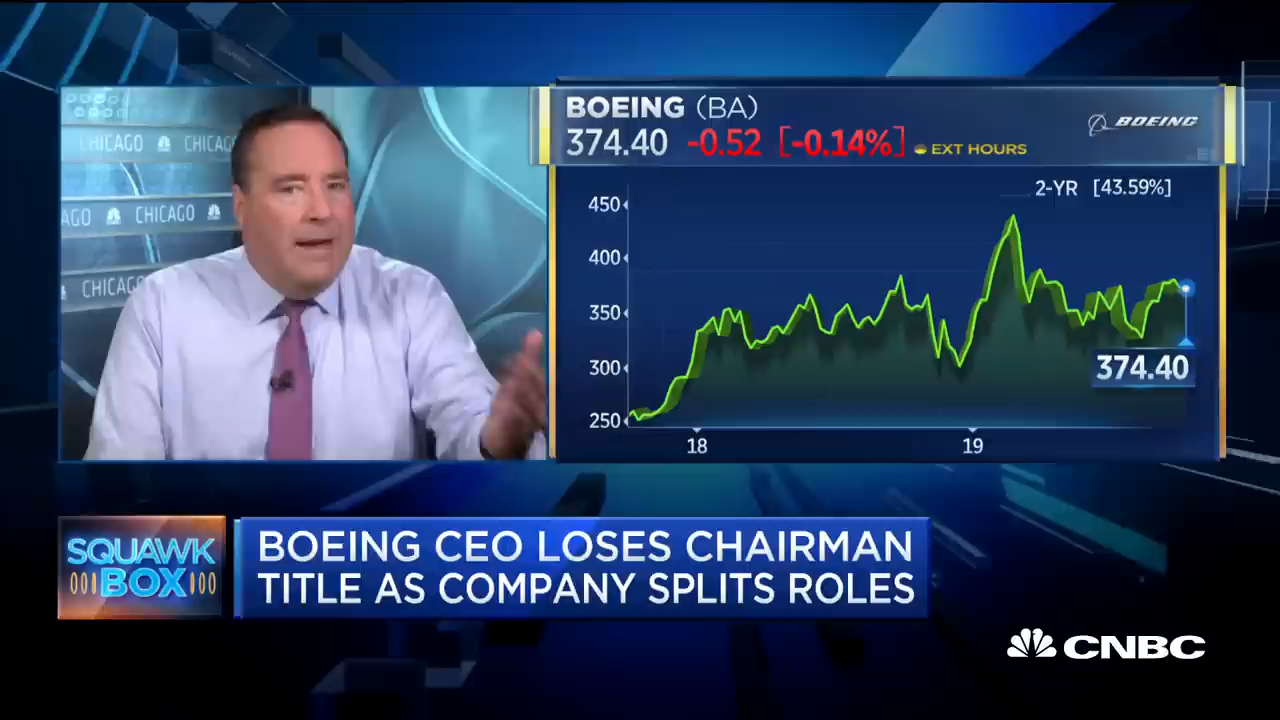 CHICAGO CHICAG
AGO CHICAGO
CHICAGO
BOEING (BA)
374.40 -0.52 [-0.14%] EXT HOURS
BOEING
2-YR [43.59%]
450
400
350
300
250
374.40
18 19
SQUAWK
BOX
BOEING CEO LOSES CHAIRMAN
TITLE AS COMPANY SPLITS ROLES
CNBC